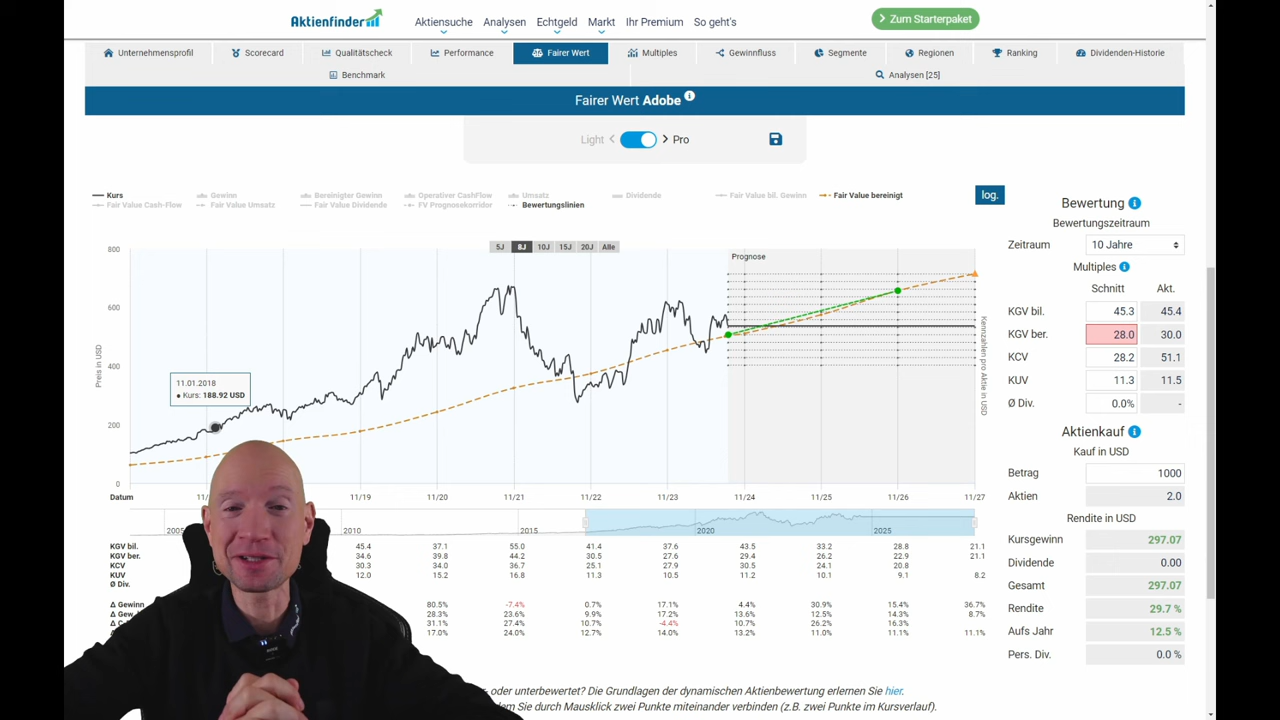 Aktienfinder
Aktiensuche Analysen Echtgeld Markt Ihr Premium So geht's
Zum Starterpaket
Unternehmensprofil Scorecard Qualitätscheck Performance Fairer Wert Multiples Gewinnfluss Segmente Regionen Ranking Dividenden-Historie
Benchmark Analysen [25]
Fairer Wert Adobe
Light < > Pro
Kurs Gewinn Bereinigter Gewinn Operativer CashFlow Umsatz Dividende Fair Value bil. Gewinn Fair Value bereinigt
Fair Value Cash-Flow Fair Value Umsatz Fair Value Dividende FV Prognosekorridor Bewertungslinien
log.
5J 8J 10J 15J 20J Alle
Prognose
800
600
400
200
0
Preis in USD
Kennzahlen pro Aktie in USD
11.01.2018
Kurs: 188.92 USD
Datum 11/ 11/19 11/20 11/21 11/22 11/23 11/24 11/25 11/26 11/27
2005 2010 2015 2020 2025
KGV bil. 45.4 37.1 55.0 41.4 37.6 43.5 33.2 28.8 21.1
KGV ber. 34.6 39.8 44.2 30.5 27.6 29.4 26.2 22.9 21.1
KCV 30.3 34.0 36.7 25.1 27.9 30.5 24.1 20.8
KUV 12.0 15.2 16.8 11.3 10.5 12.2 11.2 10.1 9.1 8.2
Ø Div.
Δ Gewinn 80.5% -7.4% 0.7% 17.1% 4.4% 30.9% 15.4% 36.7%
Δ Gew. 28.3% 23.6% 9.9% 17.2% 13.6% 12.5% 14.3% 8.7%
Δ C 31.1% 27.4% 10.7% -4.4% 10.7% 26.2% 16.3%
Δ 17.0% 24.0% 12.7% 14.0% 13.2% 11.0% 11.1% 11.1%
- oder unterbewertet? Die Grundlagen der dynamischen Aktienbewertung erlernen Sie hier.
dem Sie durch Mausklick zwei Punkte miteinander verbinden (z.B. zwei Punkte im Kursverlauf).
Bewertung
Bewertungszeitraum
Zeitraum 10 Jahre
Multiples
Schnitt Akt.
KGV bil. 45.3 45.4
KGV ber. 28.0 30.0
KCV 28.2 51.1
KUV 11.3 11.5
Ø Div. 0.0% -
Aktienkauf
Kauf in USD
Betrag 1000
Aktien 2.0
Rendite in USD
Kursgewinn 297.07
Dividende 0.00
Gesamt 297.07
Rendite 29.7 %
Aufs Jahr 12.5 %
Pers. Div. 0.0 %